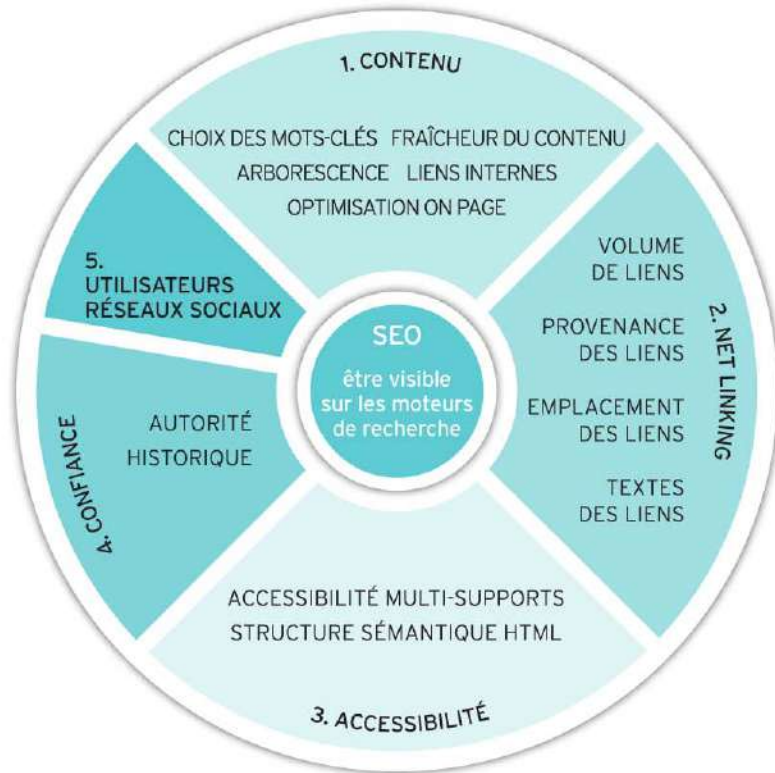 1. CONTENU
CHOIX DES MOTS-CLÉS FRAÎCHEUR DU CONTENU
ARBORESCENCE LIENS INTERNES
OPTIMISATION ON PAGE
2. NET LINKING
VOLUME
DE LIENS
PROVENANCE
DES LIENS
EMPLACEMENT
DES LIENS
TEXTES
DES LIENS
3. ACCESSIBILITÉ
ACCESSIBILITÉ MULTI-SUPPORTS
STRUCTURE SÉMANTIQUE HTML
4. CONFIANCE
AUTORITÉ
HISTORIQUE
5.
UTILISATEURS
RÉSEAUX SOCIAUX
SEO
être visible
sur les moteurs
de recherche